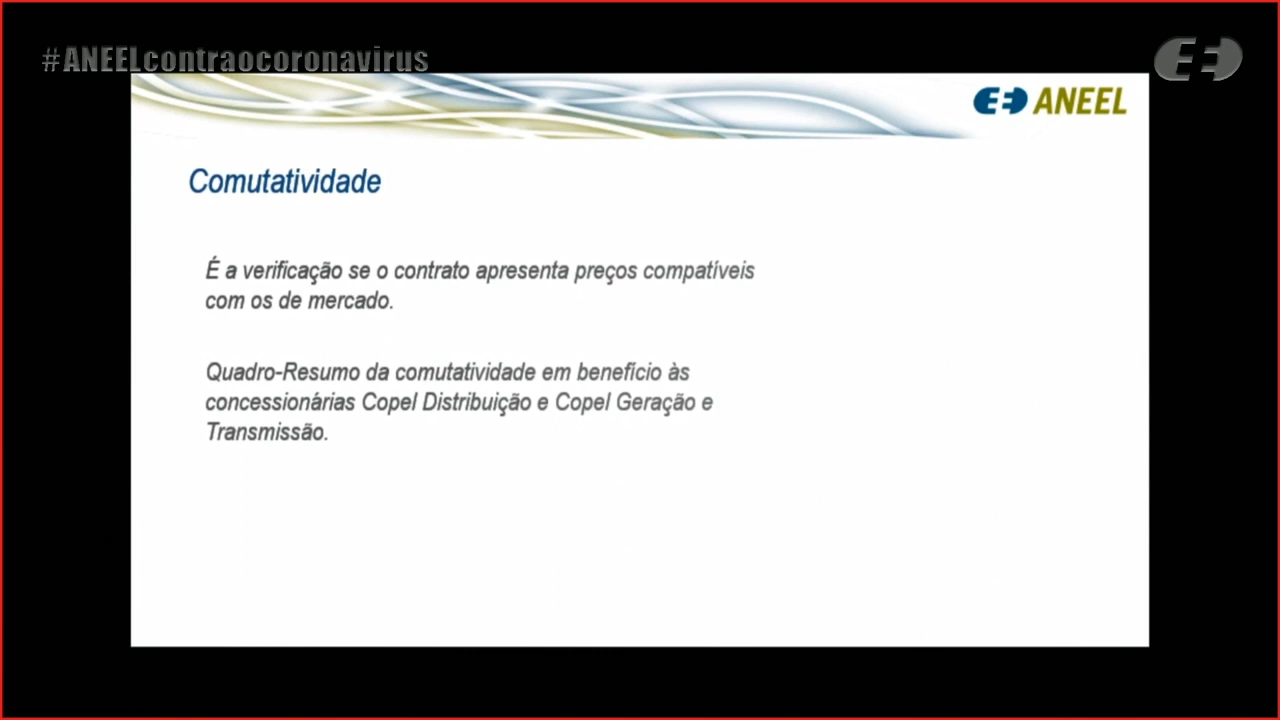 #ANEELcontraocoronavirus
ANEEL
Comutatividade
É a verificação se o contrato apresenta preços compatíveis
com os de mercado.
Quadro-Resumo da comutatividade em benefício às
concessionárias Copel Distribuição e Copel Geração e
Transmissão.